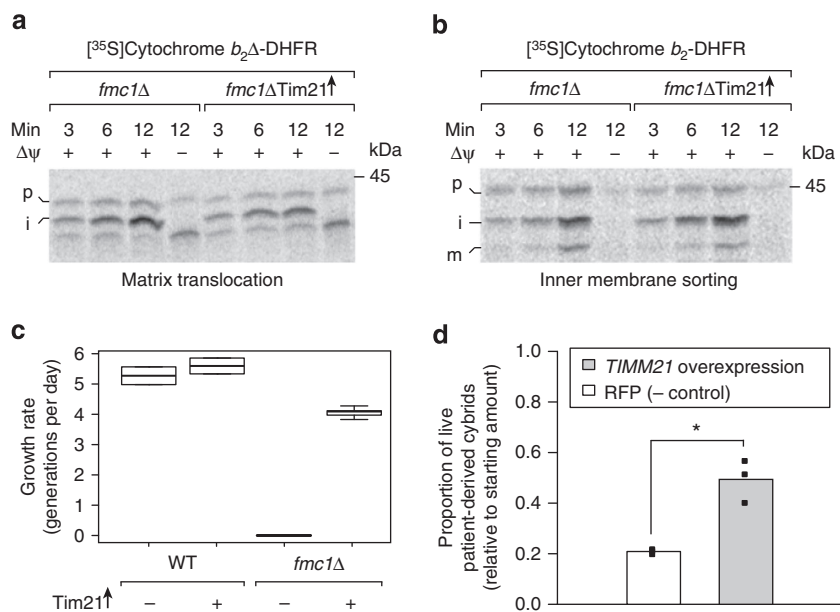 a
[³⁵S]Cytochrome b₂Δ-DHFR
fmc1Δ fmc1ΔTim21↑
Min 3 6 12 12 3 6 12 12
Δψ + + + − + + + − kDa
p
45
i
Matrix translocation
b
[³⁵S]Cytochrome b₂-DHFR
fmc1Δ fmc1ΔTim21↑
Min 3 6 12 12 3 6 12 12
Δψ + + + − + + + − kDa
p
45
i
m
Inner membrane sorting
c
Growth rate
(generations per day)
6
5
4
3
2
1
0
WT fmc1Δ
Tim21↑ − + − +
d
Proportion of live
patient-derived cybrids
(relative to starting amount)
1.0
0.8
0.6
0.4
0.2
0.0
TIMM21 overexpression
RFP (– control)
*